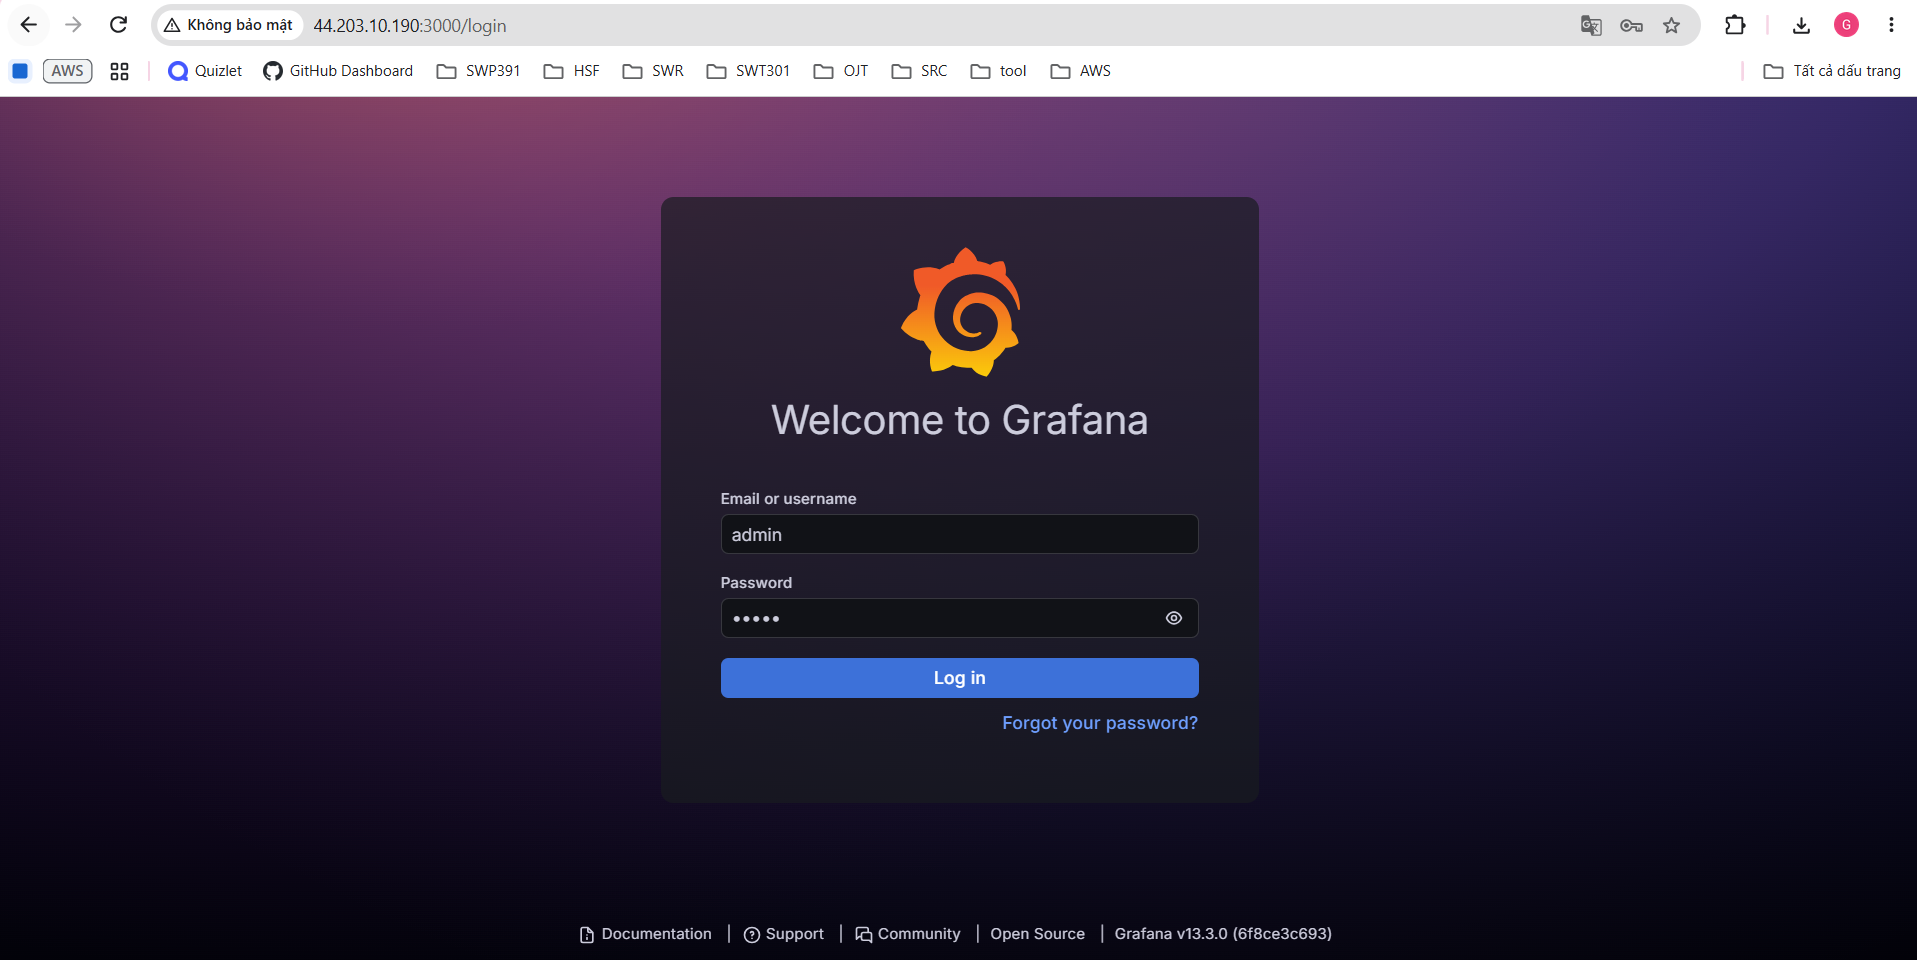 Không bảo mật 44.203.10.190:3000/login G
AWS Quizlet GitHub Dashboard SWP391 HSF SWR SWT301 OJT SRC tool AWS Tất cả dấu trang
Welcome to Grafana
Email or username
admin
Password
•••••
Log in
Forgot your password?
Documentation | Support | Community | Open Source | Grafana v13.3.0 (6f8ce3c693)